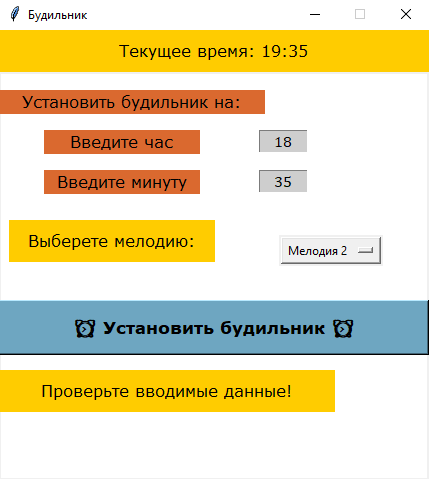 Будильник
Текущее время: 19:35
Установить будильник на:
Введите час 18
Введите минуту 35
Выберете мелодию: Мелодия 2
⏰ Установить будильник ⏰
Проверьте вводимые данные!